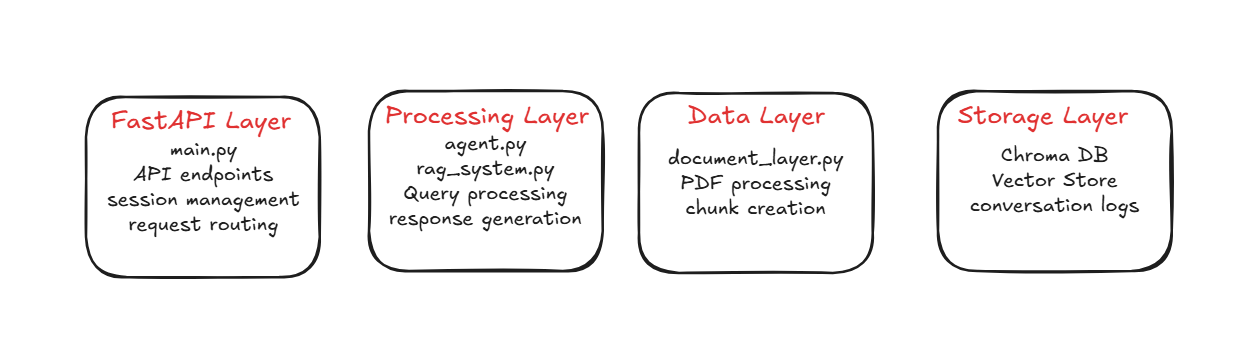 FastAPI Layer
main.py
API endpoints
session management
request routing
Processing Layer
agent.py
rag_system.py
Query processing
response generation
Data Layer
document_layer.py
PDF processing
chunk creation
Storage Layer
Chroma DB
Vector Store
conversation logs